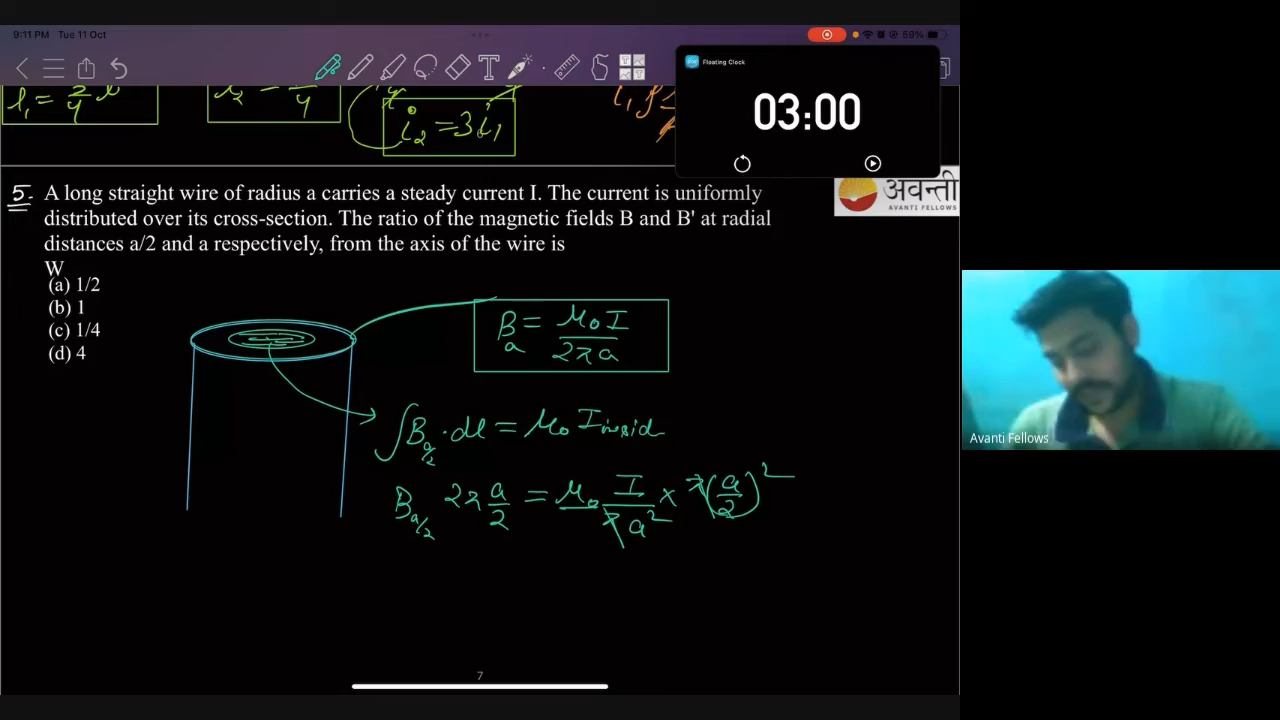 9:11 PM Tue 11 Oct
59%
Floating Clock
03:00
i₂ = 3i₁
अवन्ती
AVANTI FELLOWS
5. A long straight wire of radius a carries a steady current I. The current is uniformly
distributed over its cross-section. The ratio of the magnetic fields B and B' at radial
distances a/2 and a respectively, from the axis of the wire is
W
(a) 1/2
(b) 1
(c) 1/4
(d) 4
B_a = μ₀I / 2πa
∫B_{a/2} · dl = μ₀ I_{insid}
B_{a/2} 2π a/2 = μ₀ I / πa² × π(a/2)²
Avanti Fellows
7